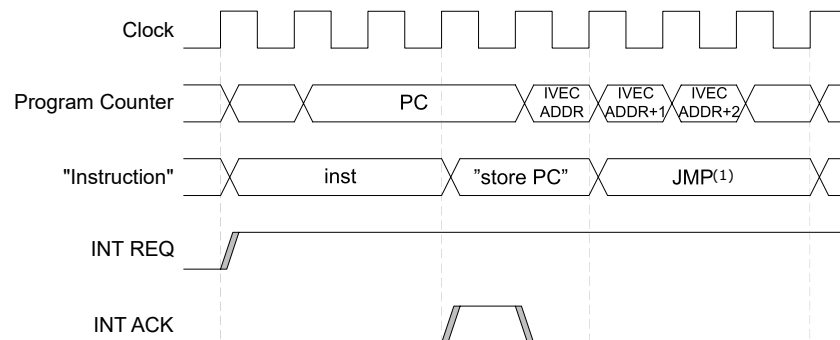 Clock
Program Counter PC IVEC ADDR IVEC ADDR+1 IVEC ADDR+2
"Instruction" inst ”store PC” JMP(1)
INT REQ
INT ACK